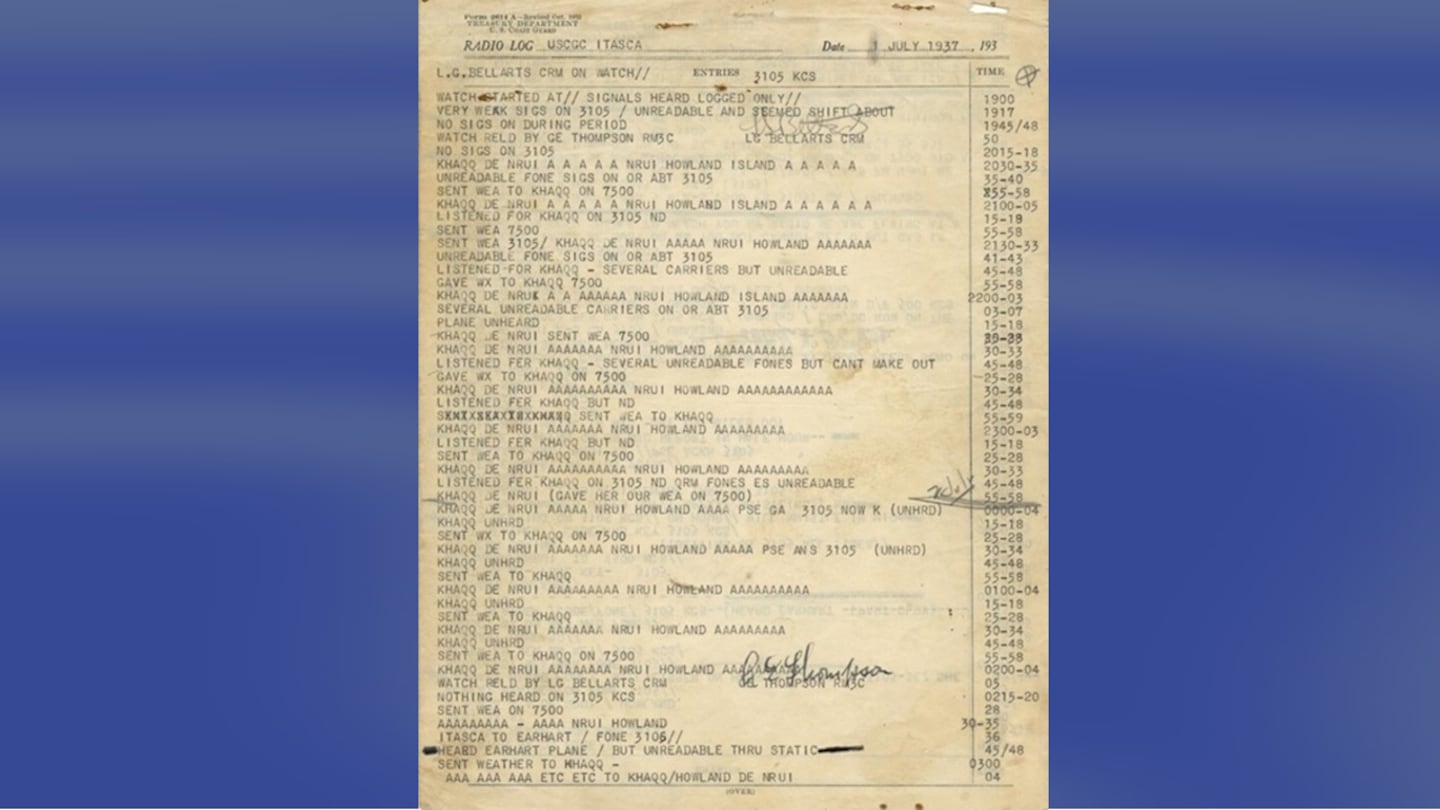 Form 2614 A—Revised Oct. 1932
TREASURY DEPARTMENT
U. S. COAST GUARD
RADIO LOG USCGC ITASCA Date 1 JULY 1937 , 193
L.G.BELLARTS CRM ON WATCH// ENTRIES 3105 KCS TIME
WATCH STARTED AT// SIGNALS HEARD LOGGED ONLY// 1900
VERY WEAK SIGS ON 3105 / UNREADABLE AND SEEMED SHIFT ABOUT 1917
NO SIGS ON DURING PERIOD 1945/48
WATCH RELD BY GE THOMPSON RM3C LG BELLARTS CRM 50
NO SIGS ON 3105 2015-18
KHAQQ DE NRUI A A A A A NRUI HOWLAND ISLAND A A A A A 2030-35
UNREADABLE FONE SIGS ON OR ABT 3105 35-40
SENT WEA TO KHAQQ ON 7500 55-58
KHAQQ DE NRUI A A A A A NRUI HOWLAND ISLAND A A A A A A 2100-05
LISTENED FOR KHAQQ ON 3105 ND 15-18
SENT WEA 7500 55-58
SENT WEA 3105/ KHAQQ DE NRUI AAAAA NRUI HOWLAND AAAAAAA 2130-33
UNREADABLE FONE SIGS ON OR ABT 3105 41-43
LISTENED FOR KHAQQ - SEVERAL CARRIERS BUT UNREADABLE 45-48
GAVE WX TO KHAQQ 7500 55-58
KHAQQ DE A A AAAAAA NRUI HOWLAND ISLAND AAAAAAA 2200-03
SEVERAL UNREADABLE CARRIERS ON OR ABT 3105 03-07
PLANE UNHEARD 15-18
KHAQQ DE NRUI SENT WEA 7500
KHAQQ DE NRUI AAAAAAA NRUI HOWLAND AAAAAAAAAA 30-33
LISTENED FER KHAQQ - SEVERAL UNREADABLE FONES BUT CANT MAKE OUT 45-48
GAVE WX TO KHAQQ ON 7500 25-28
KHAQQ DE NRUI AAAAAAAAAA NRUI HOWLAND AAAAAAAAAAAA 30-34
LISTENED FER KHAQQ BUT ND 45-48
SENT WEA TO KHAQQ 55-59
KHAQQ DE NRUI AAAAAAA NRUI HOWLAND AAAAAAAAA 2300-03
LISTENED FER KHAQQ BUT ND 15-18
SENT WEA TO KHAQQ ON 7500 25-28
KHAQQ DE NRUI AAAAAAAAAA NRUI HOWLAND AAAAAAAAA 30-33
LISTENED FER KHAQQ ON 3105 ND QRM FONES ES UNREADABLE 45-48
KHAQQ DE NRUI (GAVE HER OUR WEA ON 7500) 55-58
KHAQQ DE NRUI AAAAA NRUI HOWLAND AAAA PSE GA 3105 NOW K (UNHRD) 0000-04
KHAQQ UNHRD 15-18
SENT WX TO KHAQQ ON 7500 25-28
KHAQQ DE NRUI AAAAAAA NRUI HOWLAND AAAAA PSE ANS 3105 (UNHRD) 30-34
KHAQQ UNHRD 45-48
SENT WEA TO KHAQQ 55-58
KHAQQ DE NRUI AAAAAAAAA NRUI HOWLAND AAAAAAAAAA 0100-04
KHAQQ UNHRD 15-18
SENT WEA TO KHAQQ 25-28
KHAQQ DE NRUI AAAAAAA NRUI HOWLAND AAAAAAAAA 30-34
KHAQQ UNHRD 45-48
SENT WEA TO KHAQQ ON 7500 55-58
KHAQQ DE NRUI AAAAAAAA NRUI HOWLAND 0200-04
G E Thompson
WATCH RELD BY LG BELLARTS CRM GE THOMPSON RM3C 05
NOTHING HEARD ON 3105 KCS 0215-20
SENT WEA ON 7500 28
AAAAAAAAA - AAAA NRUI HOWLAND 30-35
ITASCA TO EARHART / FONE 3105// 36
HEARD EARHART PLANE / BUT UNREADABLE THRU STATIC 45/48
SENT WEATHER TO KHAQQ - 0300
AAA AAA AAA ETC ETC TO KHAQQ/HOWLAND DE NRUI 04
(OVER)